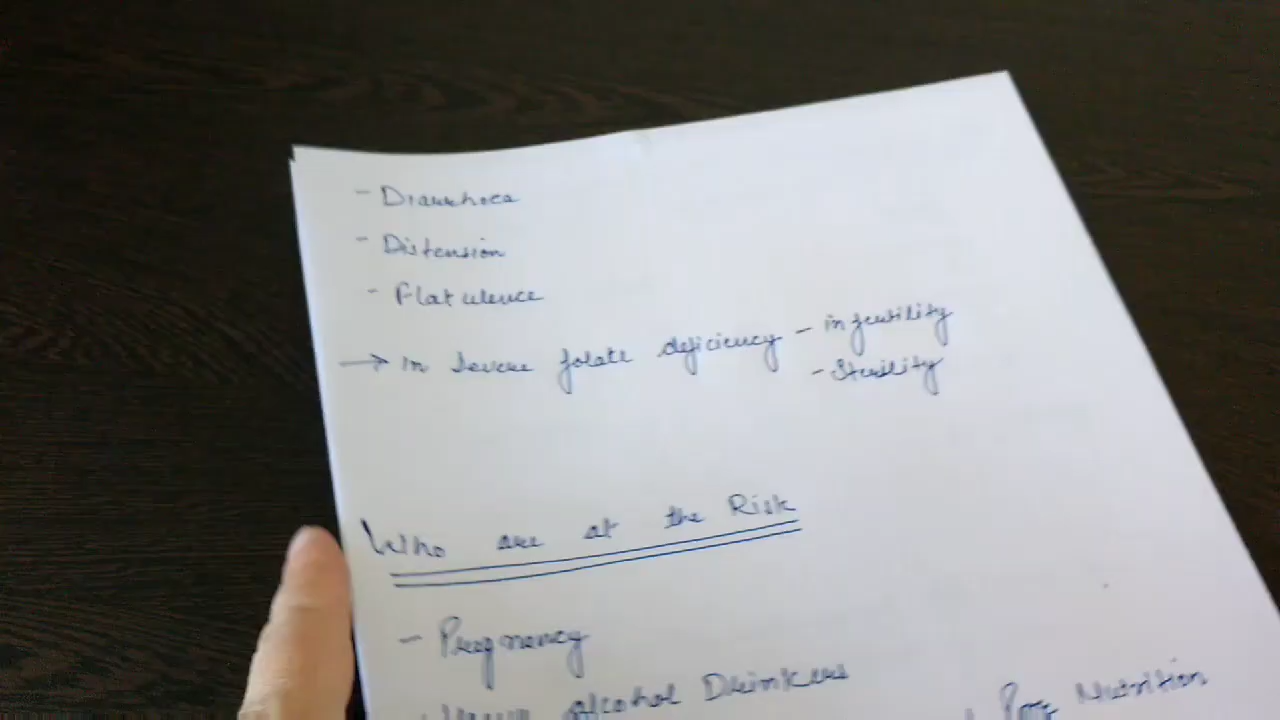 - Diarrhoea
- Distension
- Flatulence
→ In severe folate deficiency - infertility
- Sterility
Who are at the Risk
- Pregnancy
Heavy alcohol Drinkers
Poor Nutrition